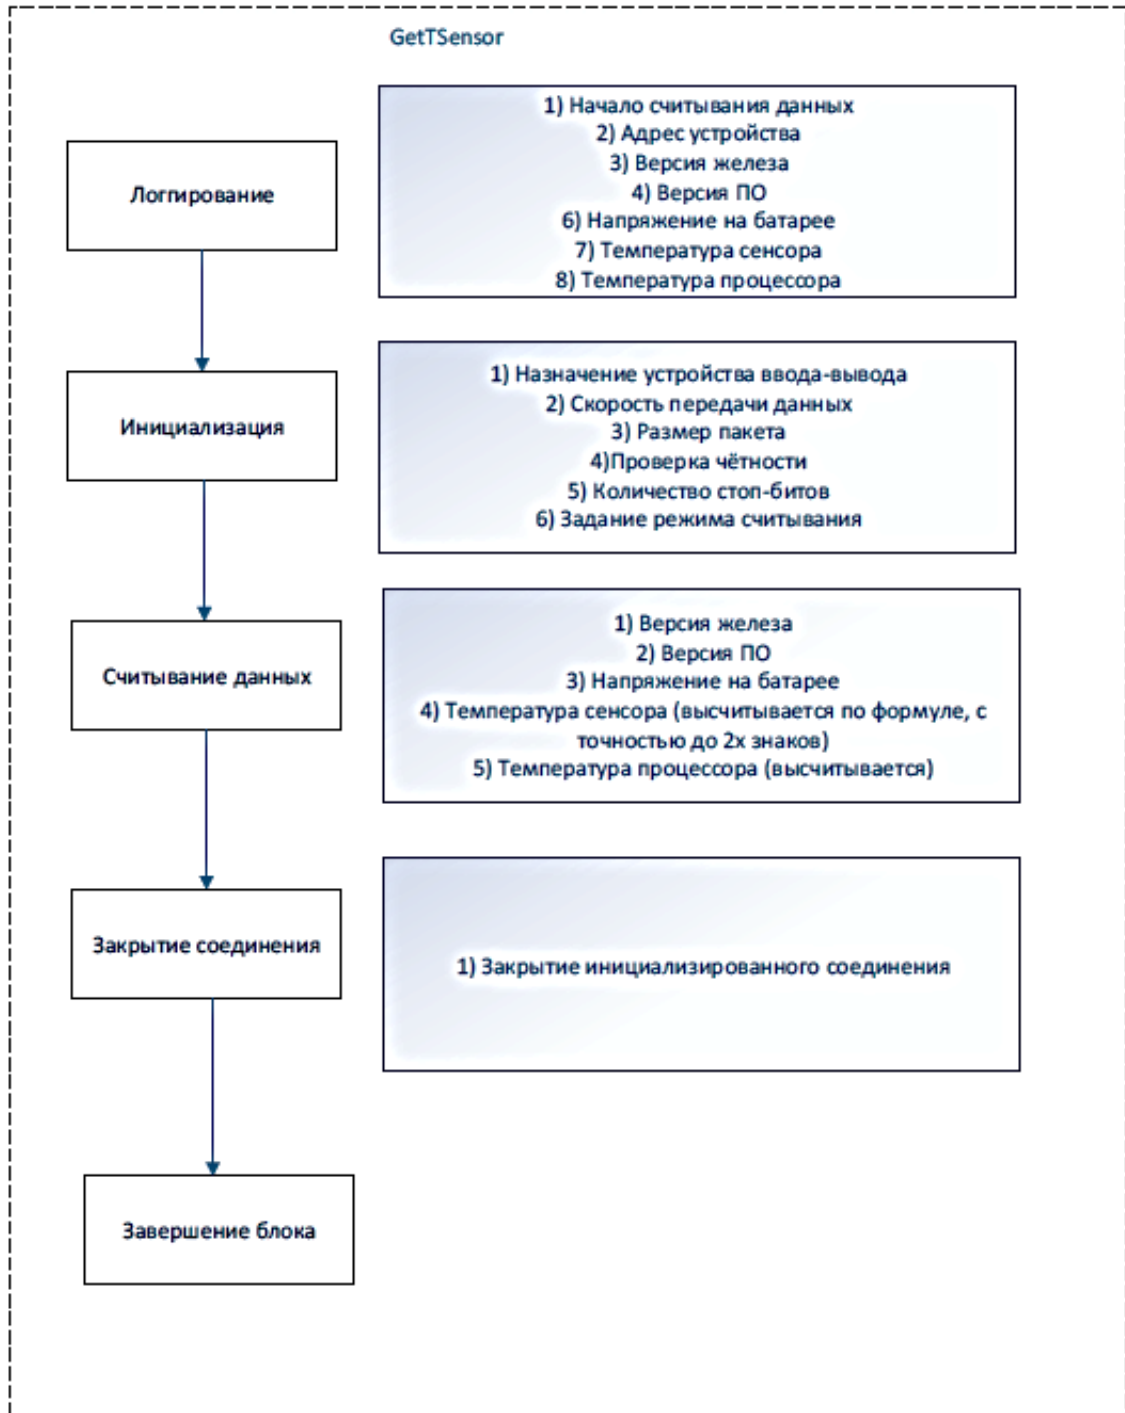 GetTSensor
Логгирование
1) Начало считывания данных
2) Адрес устройства
3) Версия железа
4) Версия ПО
6) Напряжение на батарее
7) Температура сенсора
8) Температура процессора
Инициализация
1) Назначение устройства ввода-вывода
2) Скорость передачи данных
3) Размер пакета
4)Проверка чётности
5) Количество стоп-битов
6) Задание режима считывания
Считывание данных
1) Версия железа
2) Версия ПО
3) Напряжение на батарее
4) Температура сенсора (высчитывается по формуле, с
точностью до 2х знаков)
5) Температура процессора (высчитывается)
Закрытие соединения
1) Закрытие инициализированного соединения
Завершение блока